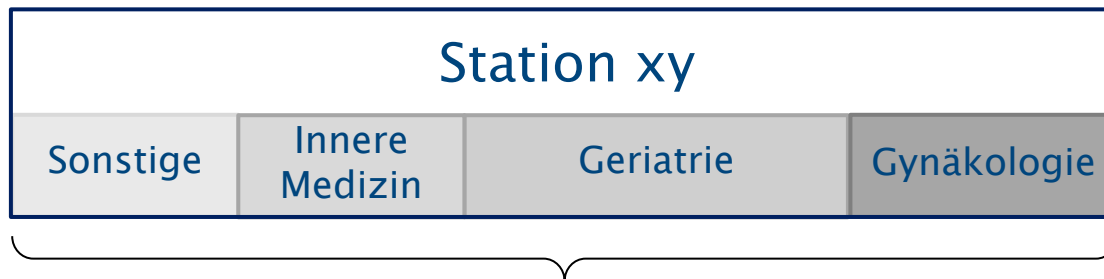 Station xy
Sonstige
Innere
Medizin
Geriatrie
Gynäkologie